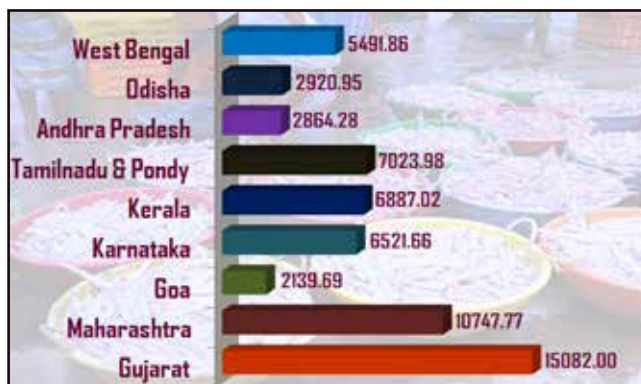 West Bengal 5491.86
Odisha 2920.95
Andhra Pradesh 2864.28
Tamilnadu & Pondy 7023.98
Kerala 6887.02
Karnataka 6521.66
Goa 2139.69
Maharashtra 10747.77
Gujarat 15082.00